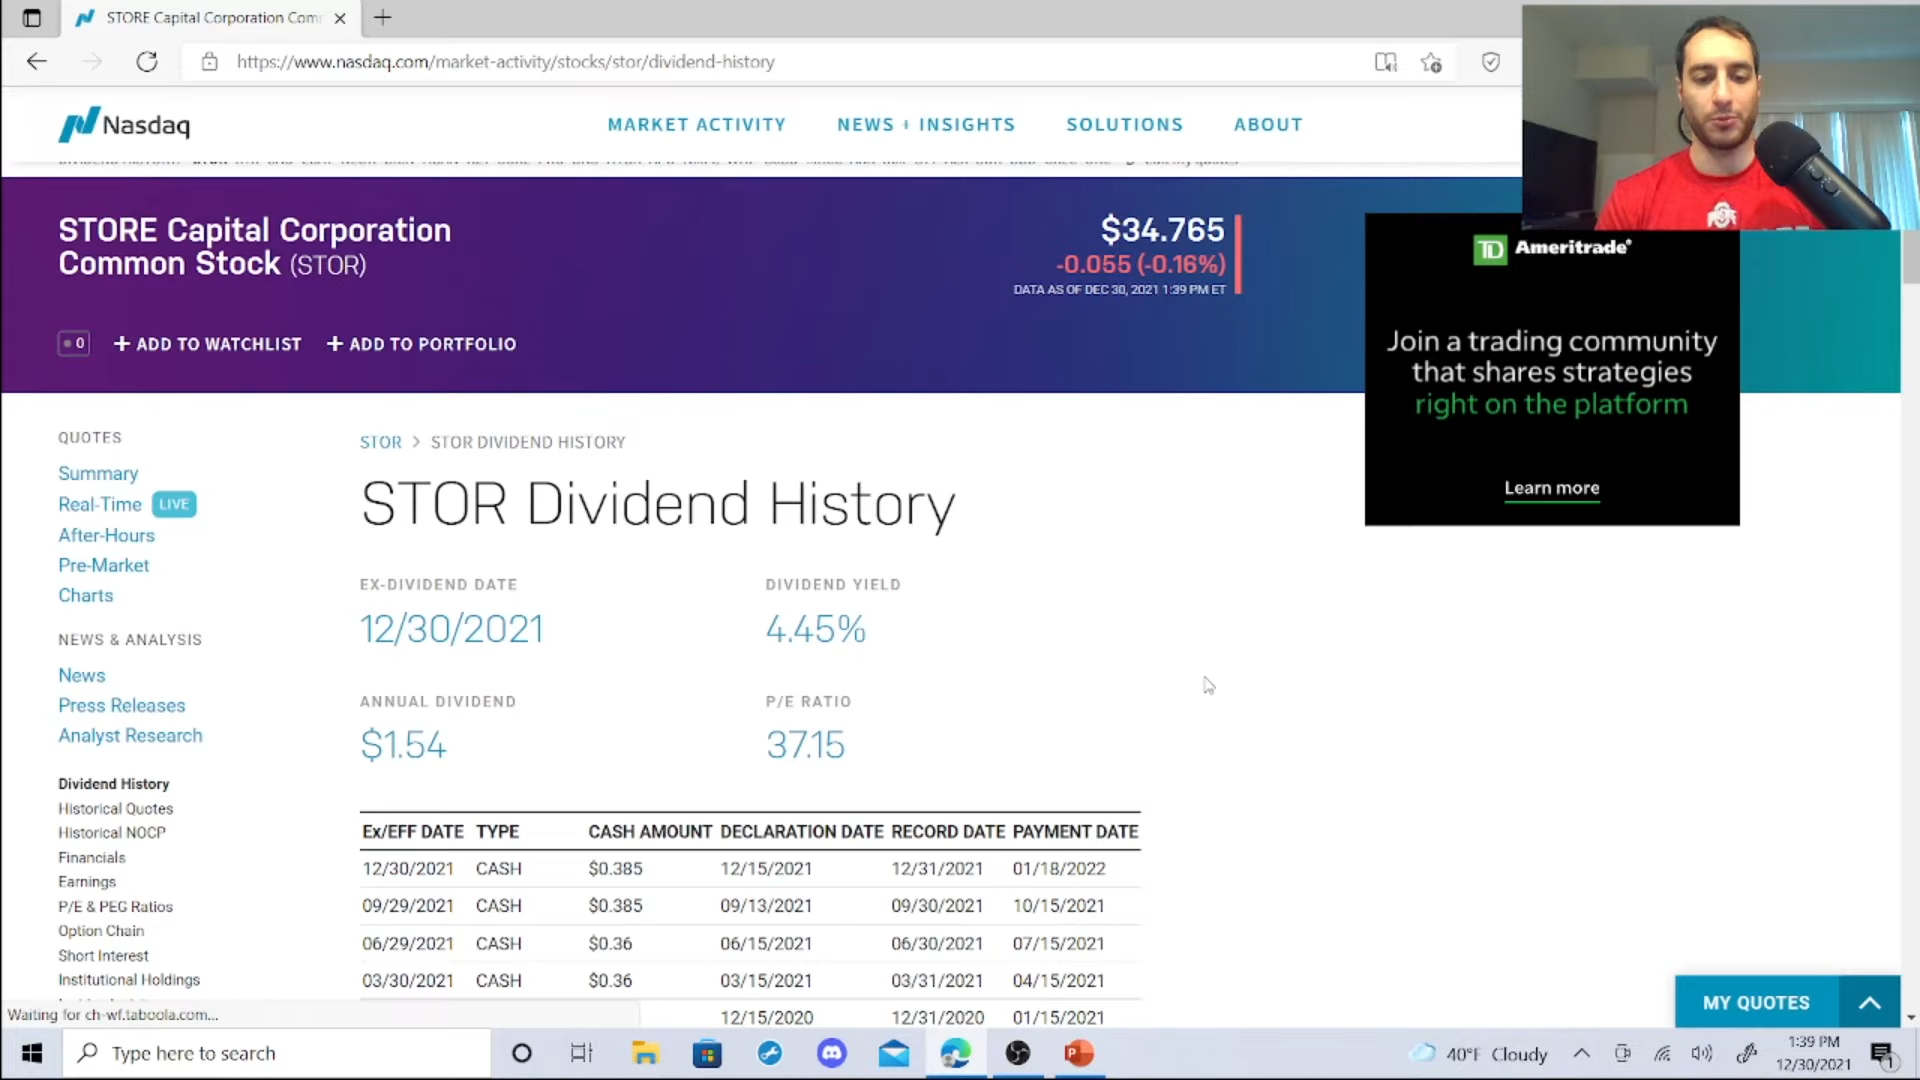 STORE Capital Corporation Com
https://www.nasdaq.com/market-activity/stocks/stor/dividend-history
Nasdaq
MARKET ACTIVITY
NEWS + INSIGHTS
SOLUTIONS
ABOUT
STORE Capital Corporation
Common Stock (STOR)
$34.765
-0.055 (-0.16%)
DATA AS OF DEC 30, 2021 1:39 PM ET
0
+ ADD TO WATCHLIST
+ ADD TO PORTFOLIO
TD Ameritrade®
Join a trading community
that shares strategies
right on the platform
Learn more
QUOTES
Summary
Real-Time LIVE
After-Hours
Pre-Market
Charts
NEWS & ANALYSIS
News
Press Releases
Analyst Research
Dividend History
Historical Quotes
Historical NOCP
Financials
Earnings
P/E & PEG Ratios
Option Chain
Short Interest
Institutional Holdings
STOR > STOR DIVIDEND HISTORY
STOR Dividend History
EX-DIVIDEND DATE
12/30/2021
DIVIDEND YIELD
4.45%
ANNUAL DIVIDEND
$1.54
P/E RATIO
37.15
Ex/EFF DATE TYPE CASH AMOUNT DECLARATION DATE RECORD DATE PAYMENT DATE
12/30/2021 CASH $0.385 12/15/2021 12/31/2021 01/18/2022
09/29/2021 CASH $0.385 09/13/2021 09/30/2021 10/15/2021
06/29/2021 CASH $0.36 06/15/2021 06/30/2021 07/15/2021
03/30/2021 CASH $0.36 03/15/2021 03/31/2021 04/15/2021
12/15/2020 12/31/2020 01/15/2021
MY QUOTES
Waiting for ch-wf.taboola.com...
Type here to search
40°F Cloudy
1:39 PM
12/30/2021
1